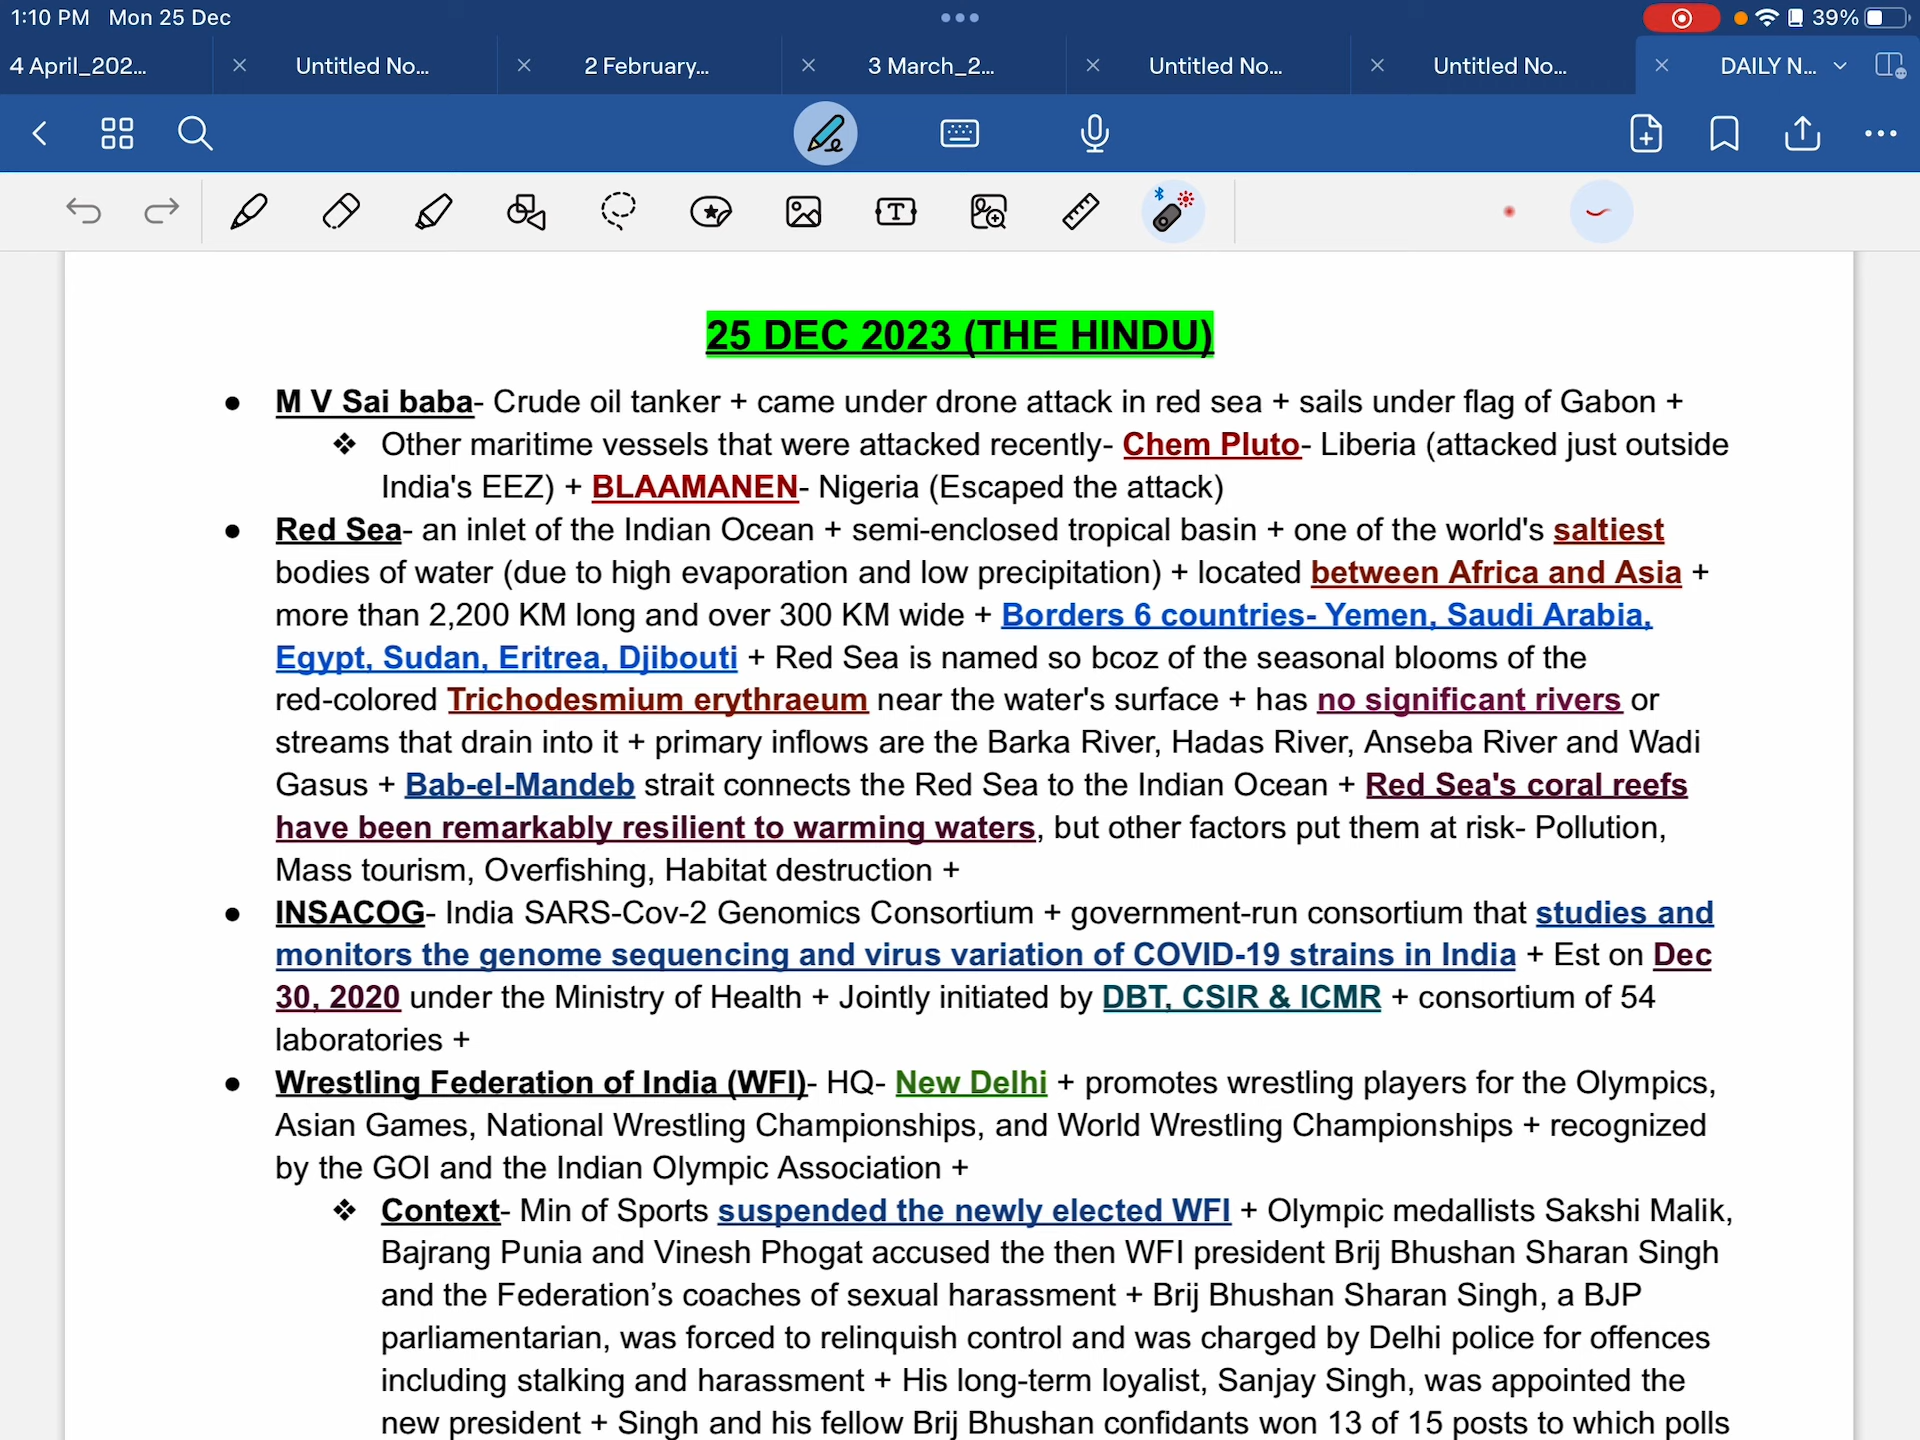 1:10 PM Mon 25 Dec
39%
4 April_202...
Untitled No...
2 February...
3 March_2...
Untitled No...
Untitled No...
DAILY N...
25 DEC 2023 (THE HINDU)
● M V Sai baba- Crude oil tanker + came under drone attack in red sea + sails under flag of Gabon +
❖ Other maritime vessels that were attacked recently- Chem Pluto- Liberia (attacked just outside
India's EEZ) + BLAAMANEN- Nigeria (Escaped the attack)
● Red Sea- an inlet of the Indian Ocean + semi-enclosed tropical basin + one of the world's saltiest
bodies of water (due to high evaporation and low precipitation) + located between Africa and Asia +
more than 2,200 KM long and over 300 KM wide + Borders 6 countries- Yemen, Saudi Arabia,
Egypt, Sudan, Eritrea, Djibouti + Red Sea is named so bcoz of the seasonal blooms of the
red-colored Trichodesmium erythraeum near the water's surface + has no significant rivers or
streams that drain into it + primary inflows are the Barka River, Hadas River, Anseba River and Wadi
Gasus + Bab-el-Mandeb strait connects the Red Sea to the Indian Ocean + Red Sea's coral reefs
have been remarkably resilient to warming waters, but other factors put them at risk- Pollution,
Mass tourism, Overfishing, Habitat destruction +
● INSACOG- India SARS-Cov-2 Genomics Consortium + government-run consortium that studies and
monitors the genome sequencing and virus variation of COVID-19 strains in India + Est on Dec
30, 2020 under the Ministry of Health + Jointly initiated by DBT, CSIR & ICMR + consortium of 54
laboratories +
● Wrestling Federation of India (WFI)- HQ- New Delhi + promotes wrestling players for the Olympics,
Asian Games, National Wrestling Championships, and World Wrestling Championships + recognized
by the GOI and the Indian Olympic Association +
❖ Context- Min of Sports suspended the newly elected WFI + Olympic medallists Sakshi Malik,
Bajrang Punia and Vinesh Phogat accused the then WFI president Brij Bhushan Sharan Singh
and the Federation’s coaches of sexual harassment + Brij Bhushan Sharan Singh, a BJP
parliamentarian, was forced to relinquish control and was charged by Delhi police for offences
including stalking and harassment + His long-term loyalist, Sanjay Singh, was appointed the
new president + Singh and his fellow Brij Bhushan confidants won 13 of 15 posts to which polls